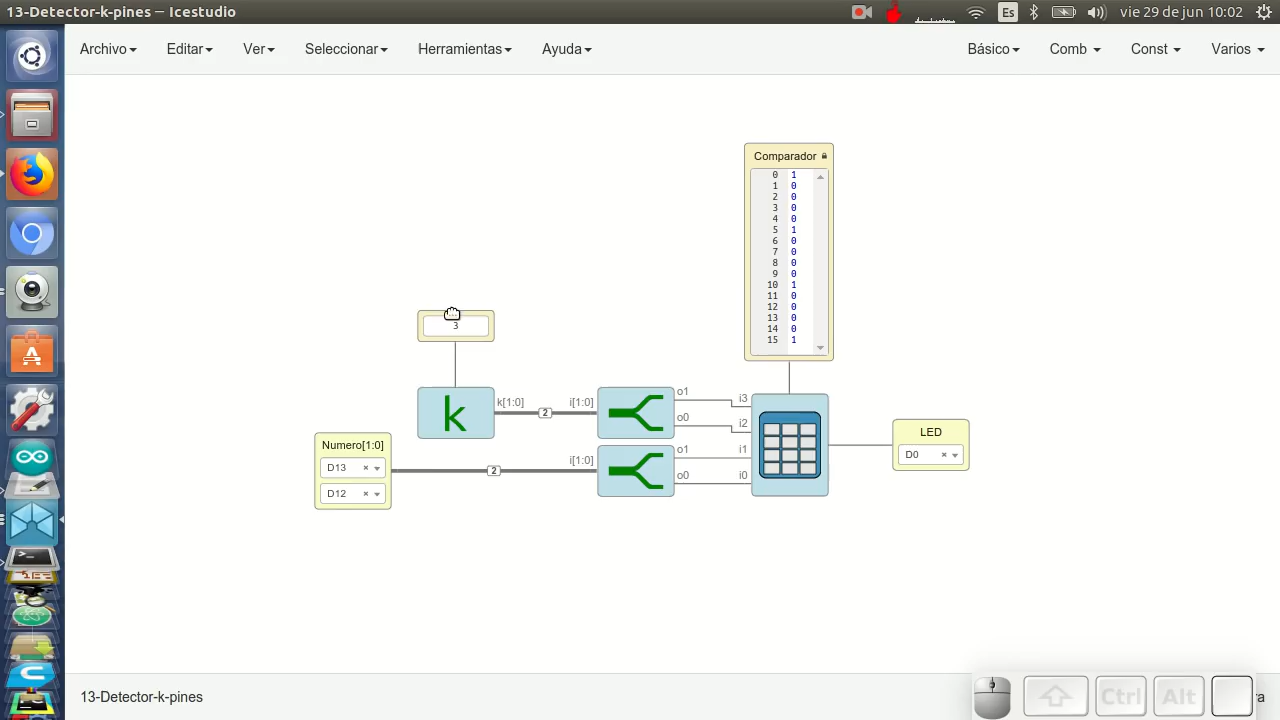 13-Detector-k-pines — Icestudio
Es
vie 29 de jun 10:02
Archivo Editar Ver Seleccionar Herramientas Ayuda Básico Comb Const Varios
Comparador
0 1
1 0
2 0
3 0
4 0
5 1
6 0
7 0
8 0
9 0
10 1
11 0
12 0
13 0
14 0
15 1
3
k
k[1:0]
2
i[1:0]
o1
o0
i3
i2
i1
i0
Numero[1:0]
D13 ×
D12 ×
2
i[1:0]
o1
o0
LED
D0 ×
13-Detector-k-pines
Ctrl
Alt